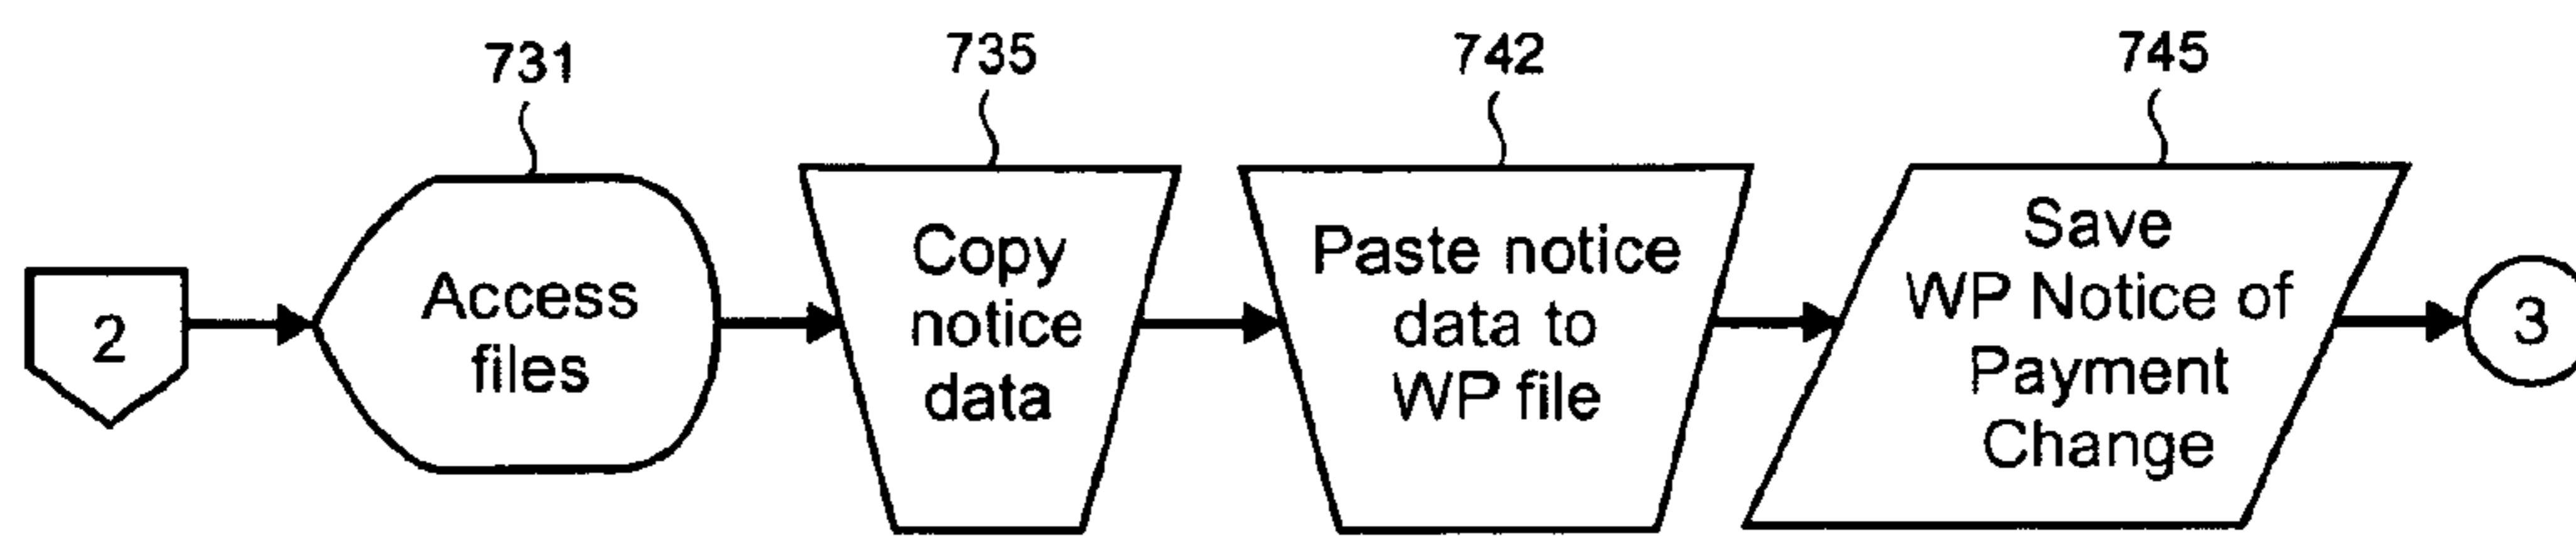 731
735
742
745
2
Access
files
Copy
notice
data
Paste notice
data to
WP file
Save
WP Notice of
Payment
Change
3